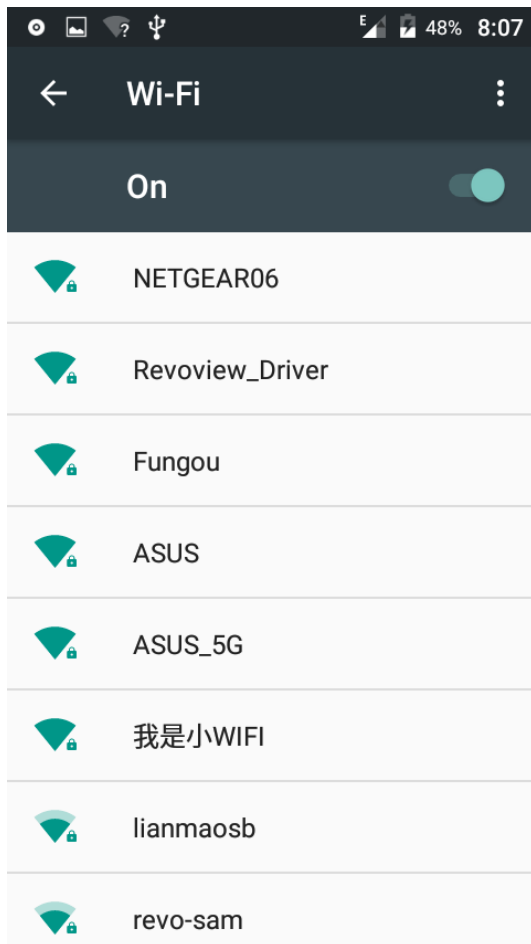 E 48% 8:07
Wi-Fi
On
NETGEAR06
Revoview_Driver
Fungou
ASUS
ASUS_5G
我是小WIFI
lianmaosb
revo-sam